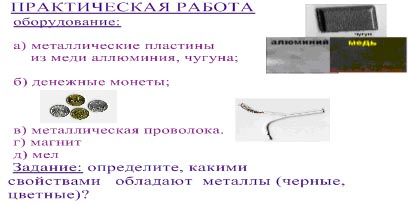 ПРАКТИЧЕСКАЯ РАБОТА
оборудование:
а) металлические пластины
из меди аллюминия, чугуна;
чугун
алюминий медь
б) денежные монеты;
в) металлическая проволока.
г) магнит
д) мел
Задание: определите, какими
свойствами обладают металлы (черные,
цветные)?